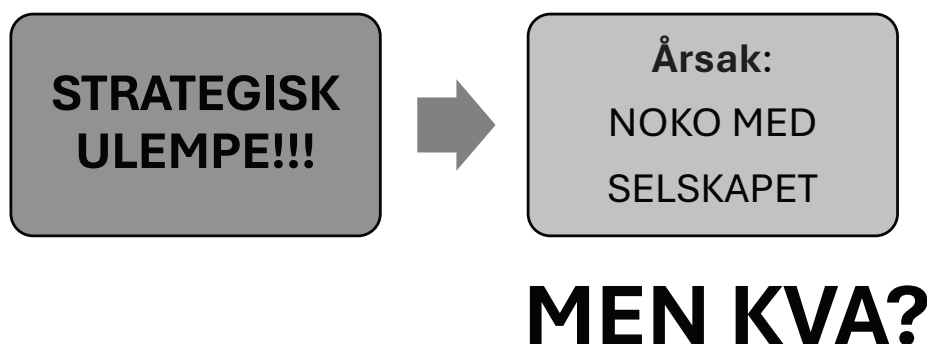 STRATEGISK
ULEMPE!!!
Årsak:
NOKO MED
SELSKAPET
MEN KVA?